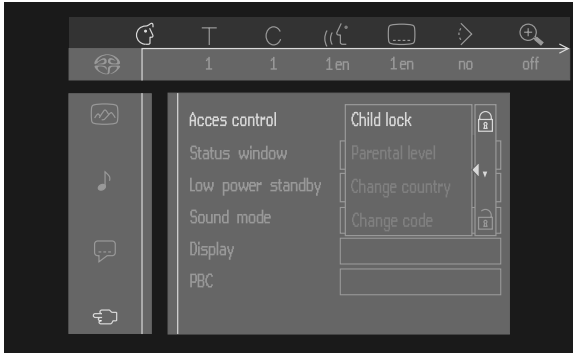 T C
1 1 1 en 1 en no off
Acces control Child lock
Status window Parental level
Low power standby Change country
Sound mode Change code
Display
PBC